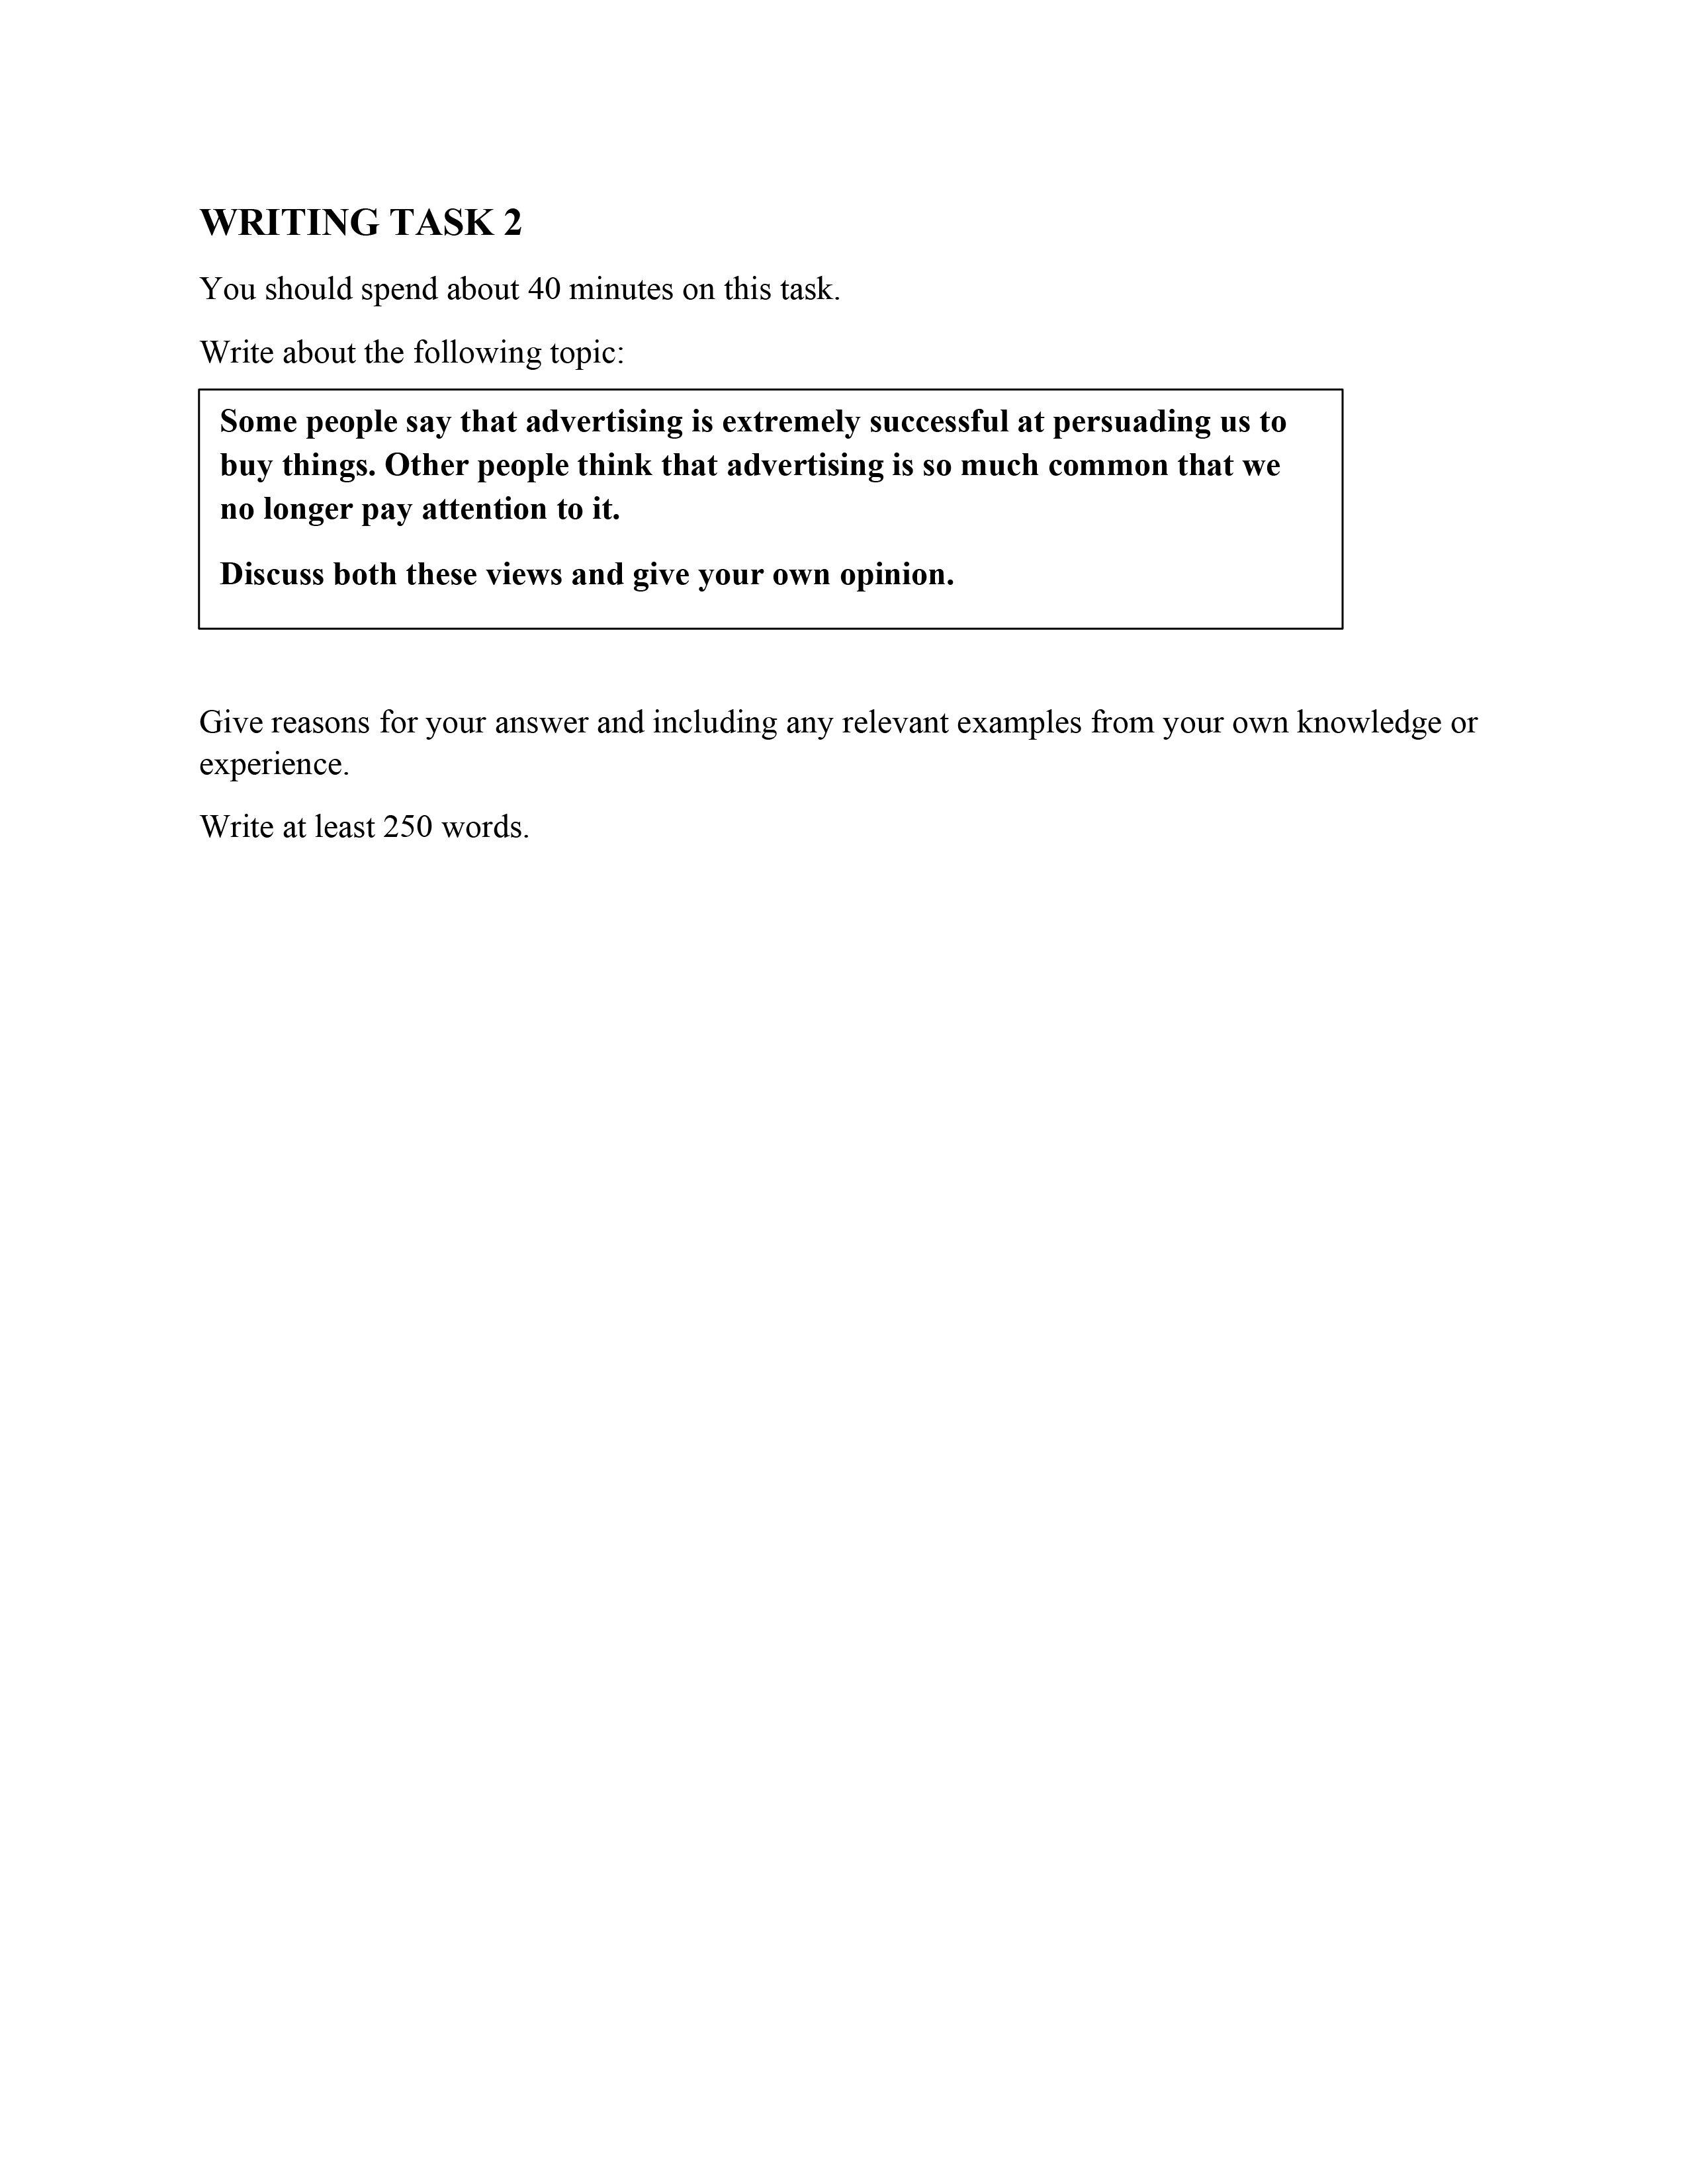 WRITING TASK 2
You should spend about 40 minutes on this task.
Write about the following topic:
Some people say that advertising is extremely successful at persuading us to
buy things. Other people think that advertising is so much common that we
no longer pay attention to it.
Discuss both these views and give your own opinion.
Give reasons for your answer and including any relevant examples from your own knowledge or
experience.
Write at least 250 words.